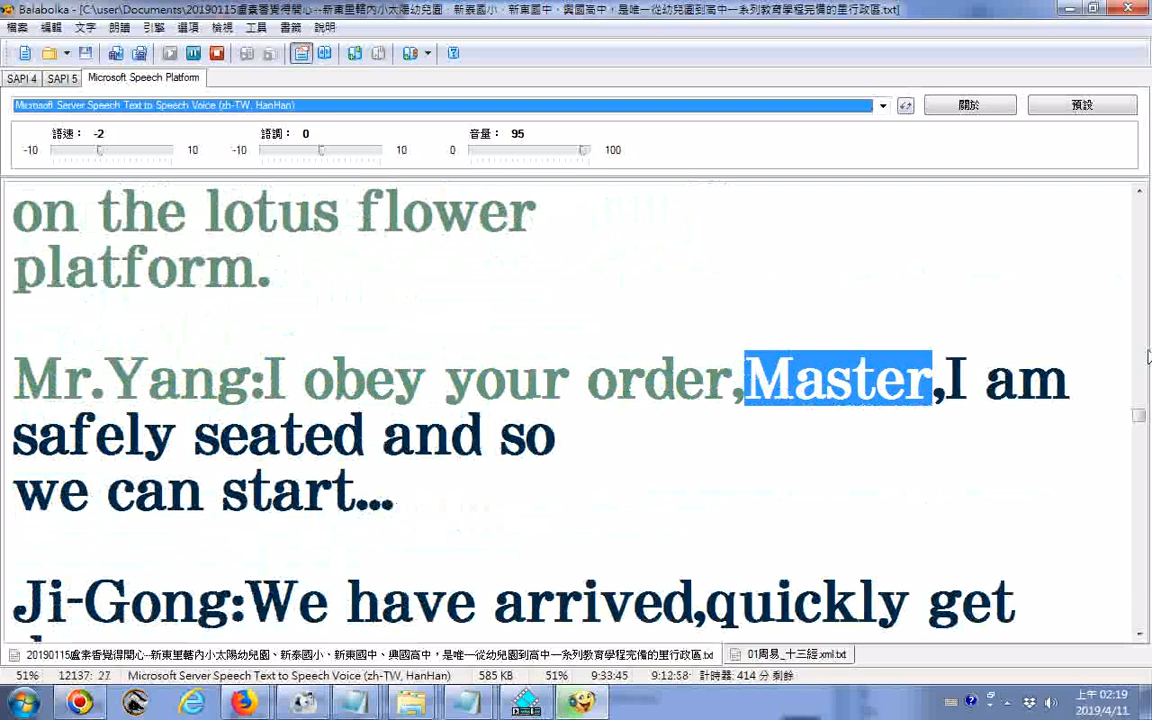 Balabolka - [C:\user\Documents\20190115盧素香覺得開心--新東里轄內小太陽幼兒園、新泰國小、新東國中、興國高中，是唯一從幼兒園到高中一系列教育學程完備的里行政區.txt]
檔案 編輯 文字 朗讀 引擎 選項 檢視 工具 書籤 說明
SAPI 4 SAPI 5 Microsoft Speech Platform
Microsoft Server Speech Text to Speech Voice (zh-TW, HanHan) 關於 預設
語速： -2 語調： 0 音量： 95
-10 10 -10 10 0 100
on the lotus flower
platform.
Mr.Yang:I obey your order,Master,I am
safely seated and so
we can start...
Ji-Gong:We have arrived,quickly get
20190115盧素香覺得開心--新東里轄內小太陽幼兒園、新泰國小、新東國中、興國高中，是唯一從幼兒園到高中一系列教育學程完備的里行政區.txt 01周易_十三經.xml.txt
51% 12137: 27 Microsoft Server Speech Text to Speech Voice (zh-TW, HanHan) 585 KB 51% 9:33:45 9:12:58 計時器: 414 分 剩餘
上午 02:19
2019/4/11